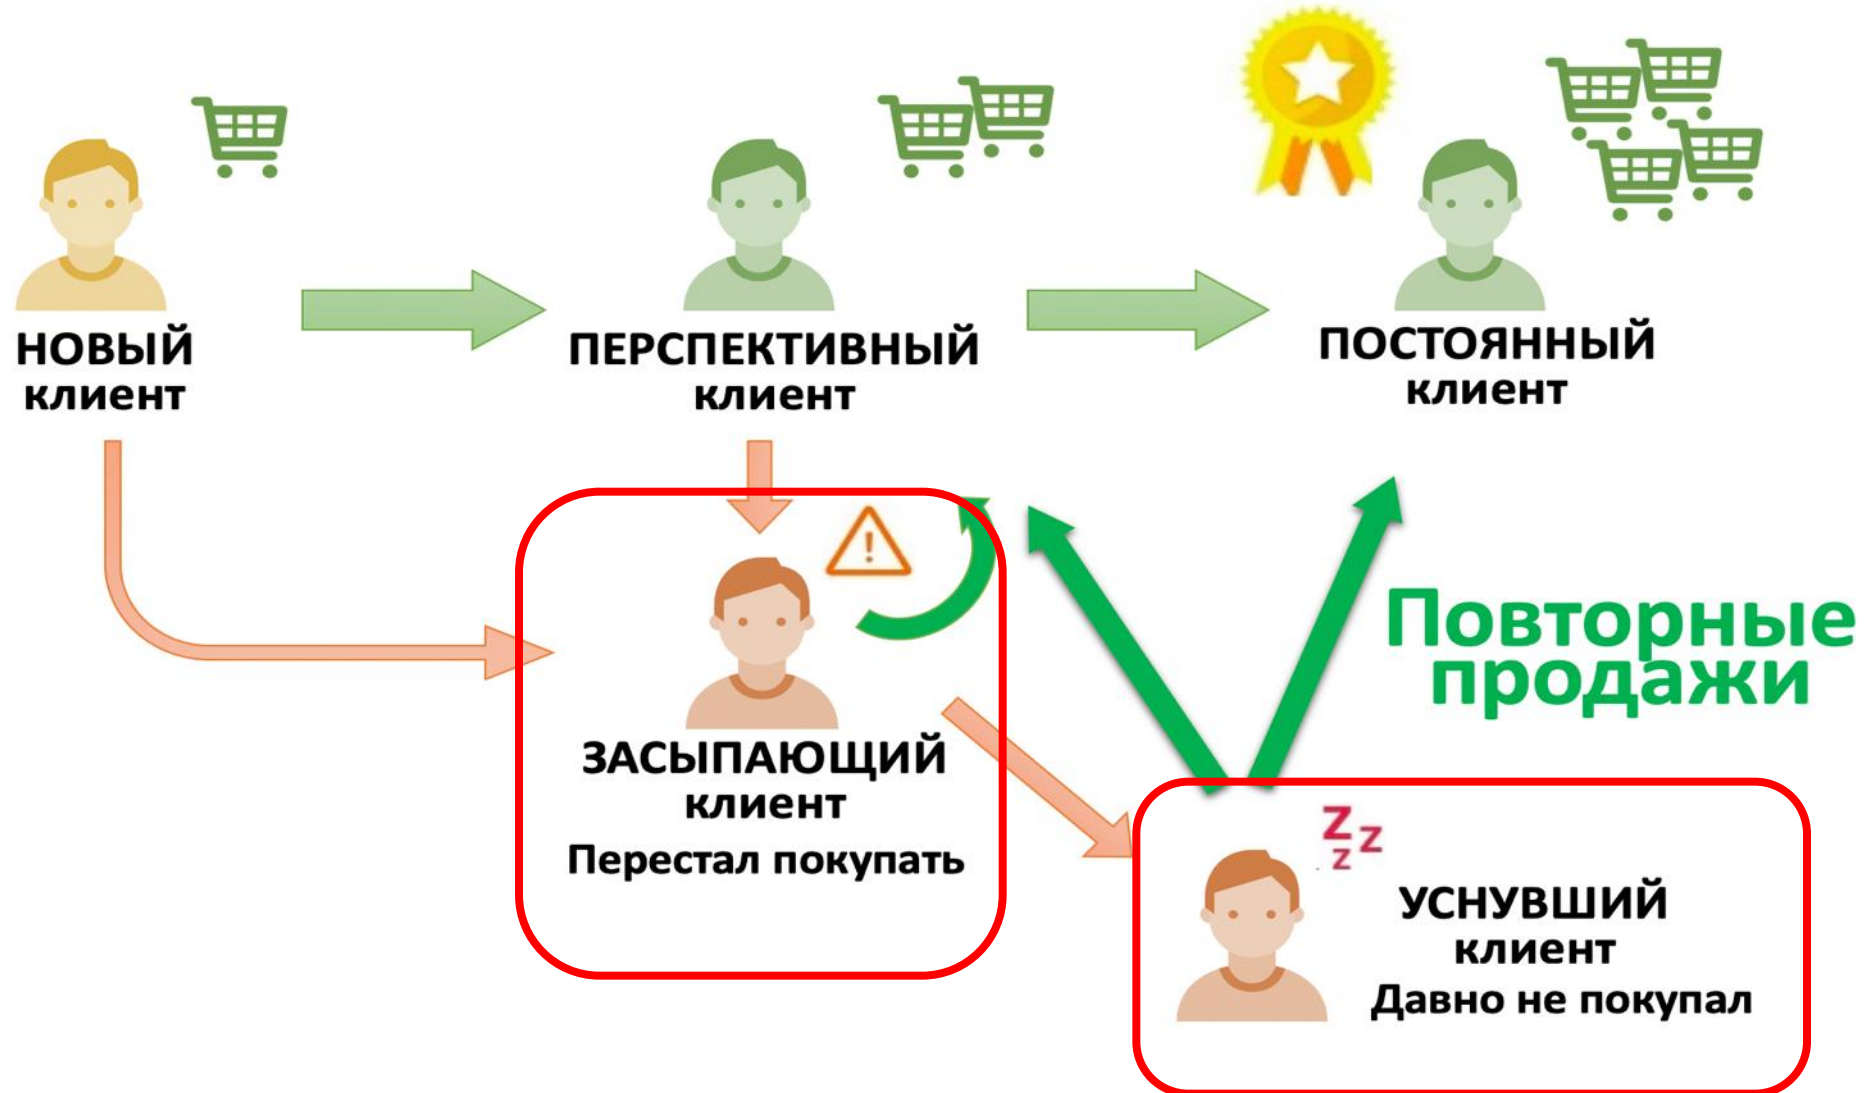 НОВЫЙ
клиент
ПЕРСПЕКТИВНЫЙ
клиент
ПОСТОЯННЫЙ
клиент
!
Повторные
продажи
ЗАСЫПАЮЩИЙ
клиент
Перестал покупать
Z Z
Z
УСНУВШИЙ
клиент
Давно не покупал